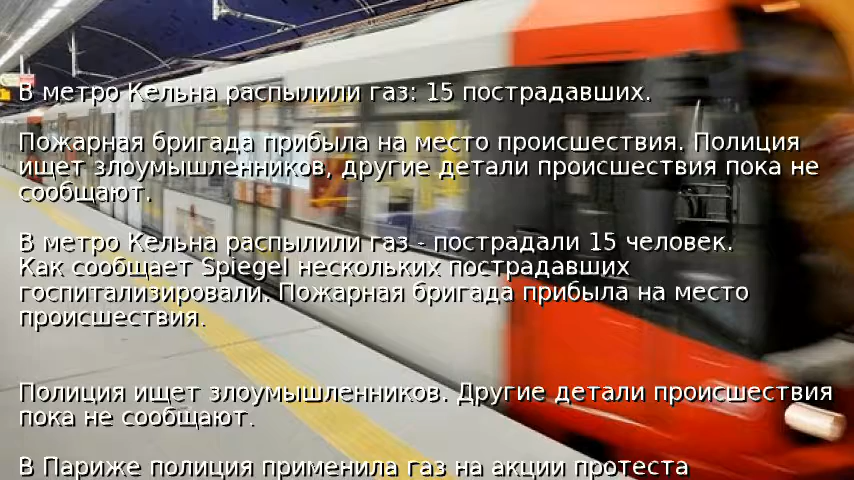 В метро Кельна распылили газ: 15 пострадавших.
Пожарная бригада прибыла на место происшествия. Полиция
ищет злоумышленников, другие детали происшествия пока не
сообщают.
В метро Кельна распылили газ - пострадали 15 человек.
Как сообщает Spiegel нескольких пострадавших
госпитализировали. Пожарная бригада прибыла на место
происшествия.
Полиция ищет злоумышленников. Другие детали происшествия
пока не сообщают.
В Париже полиция применила газ на акции протеста